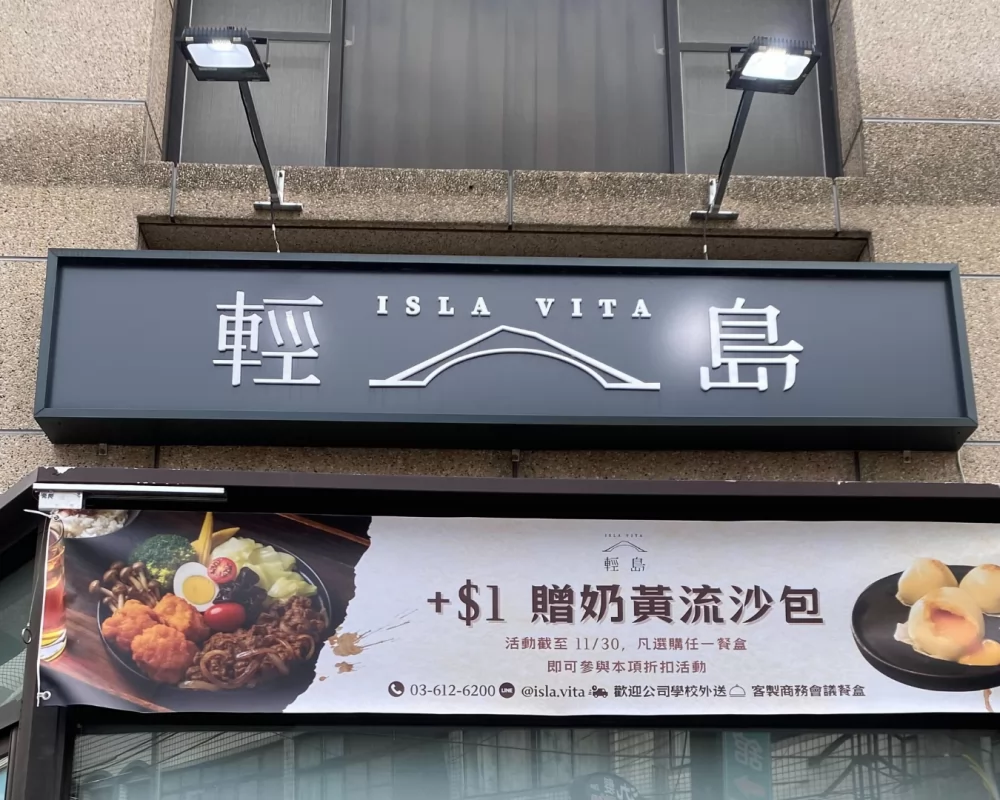 輕 ISLA VITA 島
ISLA VITA
輕 島
+$1 贈奶黃流沙包
活動截至 11/30, 凡選購任一餐盒
即可參與本項折扣活動
03-612-6200 LINE @isla.vita 歡迎公司學校外送 客製商務會議餐盒